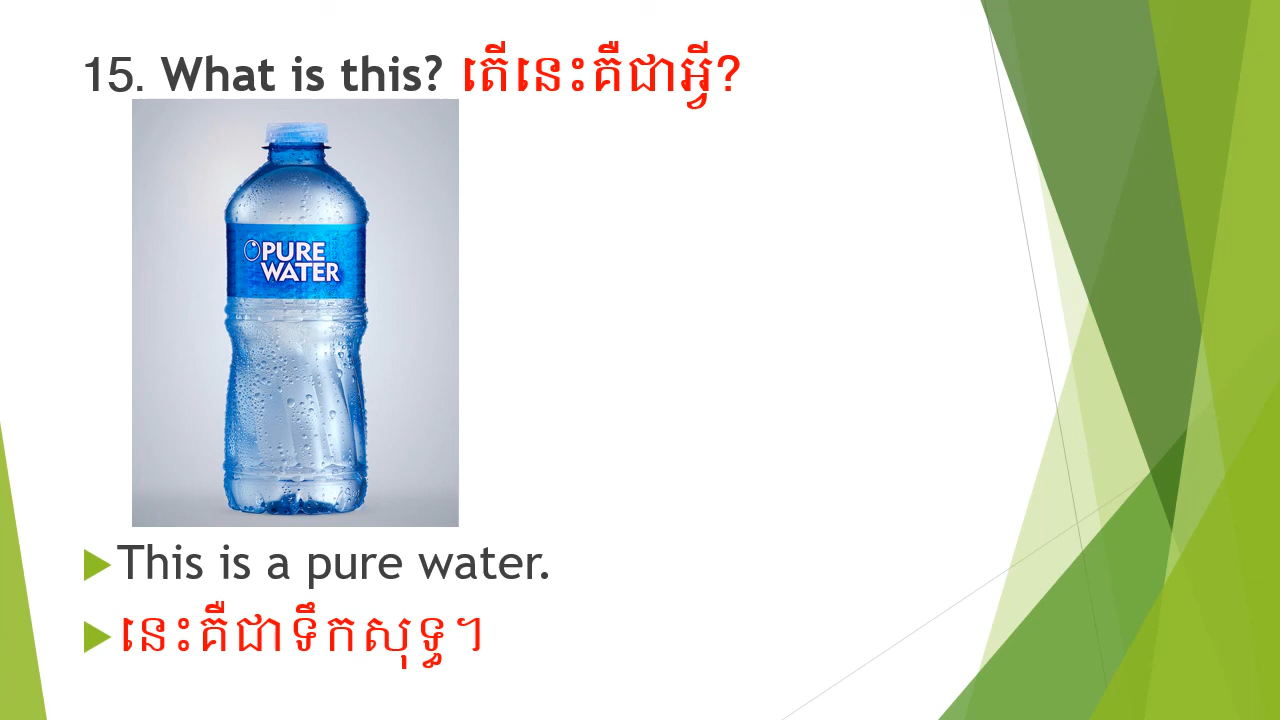 15. What is this? តើនេះគឺជាអ្វី?
PURE
WATER
This is a pure water.
នេះគឺជាទឹកសុទ្ធ។